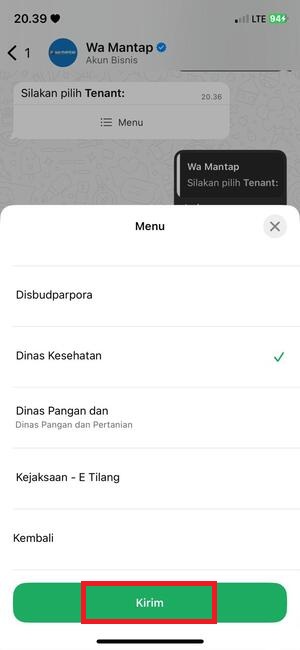 20.39
LTE 94
1
Wa Mantap
Akun Bisnis
Silakan pilih Tenant:
20.36
Menu
Wa Mantap
Silakan pilih Tenant:
Menu
Disbudparpora
Dinas Kesehatan
Dinas Pangan dan
Dinas Pangan dan Pertanian
Kejaksaan - E Tilang
Kembali
Kirim